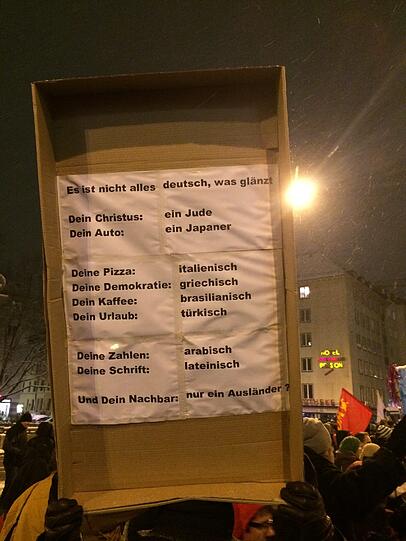 Es ist nicht alles deutsch, was glänzt
Dein Christus: ein Jude
Dein Auto: ein Japaner
Deine Pizza: italienisch
Deine Demokratie: griechisch
Dein Kaffee: brasilianisch
Dein Urlaub: türkisch
Deine Zahlen: arabisch
Deine Schrift: lateinisch
Und Dein Nachbar: nur ein Ausländer ?